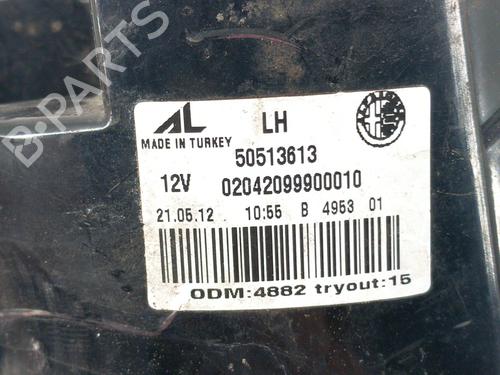 B-PARTS
AL LH
MADE IN TURKEY
50513613
12V 02042099900010
21.05.12 10:55 B 4953 01
ODM:4882 tryout:15